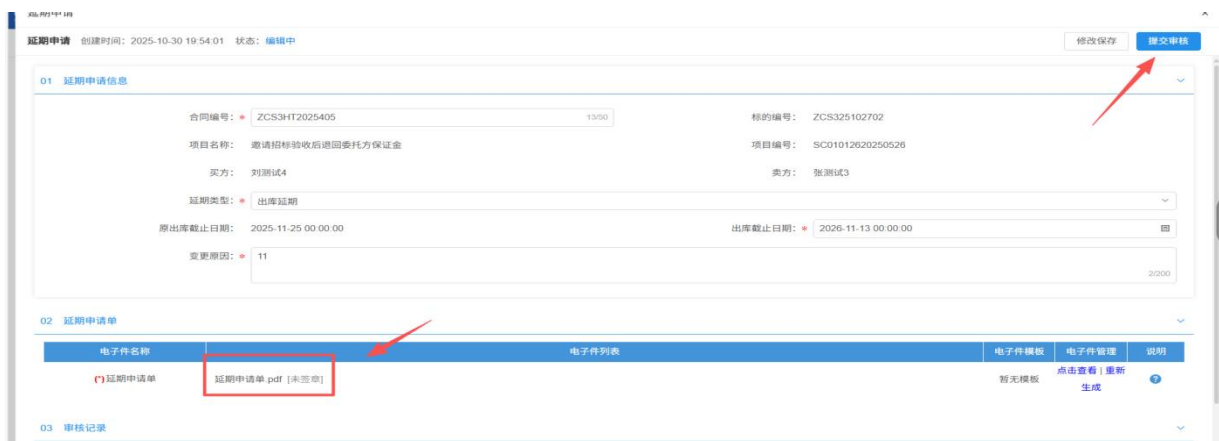 延期申请
延期申请 创建时间：2025-10-30 19:54:01 状态：编辑中 修改保存 提交审核
01 延期申请信息
合同编号：* ZCS3HT2025405 13/50 标的编号： ZCS325102702
项目名称： 邀请招标验收后退回委托方保证金 项目编号： SC01012620250526
买方： 刘测试4 卖方： 张测试3
延期类型：* 出库延期
原出库截止日期： 2025-11-25 00:00:00 出库截止日期：* 2026-11-13 00:00:00
变更原因：* 11
2/200
02 延期申请单
电子件名称 电子件列表 电子件模板 电子件管理 说明
(*)延期申请单 延期申请单.pdf [未签章] 暂无模板 点击查看 | 重新
生成
03 审核记录